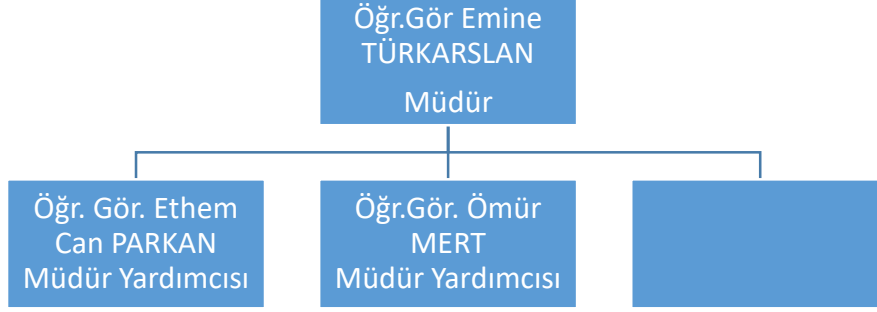 Öğr.Gör Emine
TÜRKARSLAN
Müdür
Öğr. Gör. Ethem
Can PARKAN
Müdür Yardımcısı
Öğr.Gör. Ömür
MERT
Müdür Yardımcısı